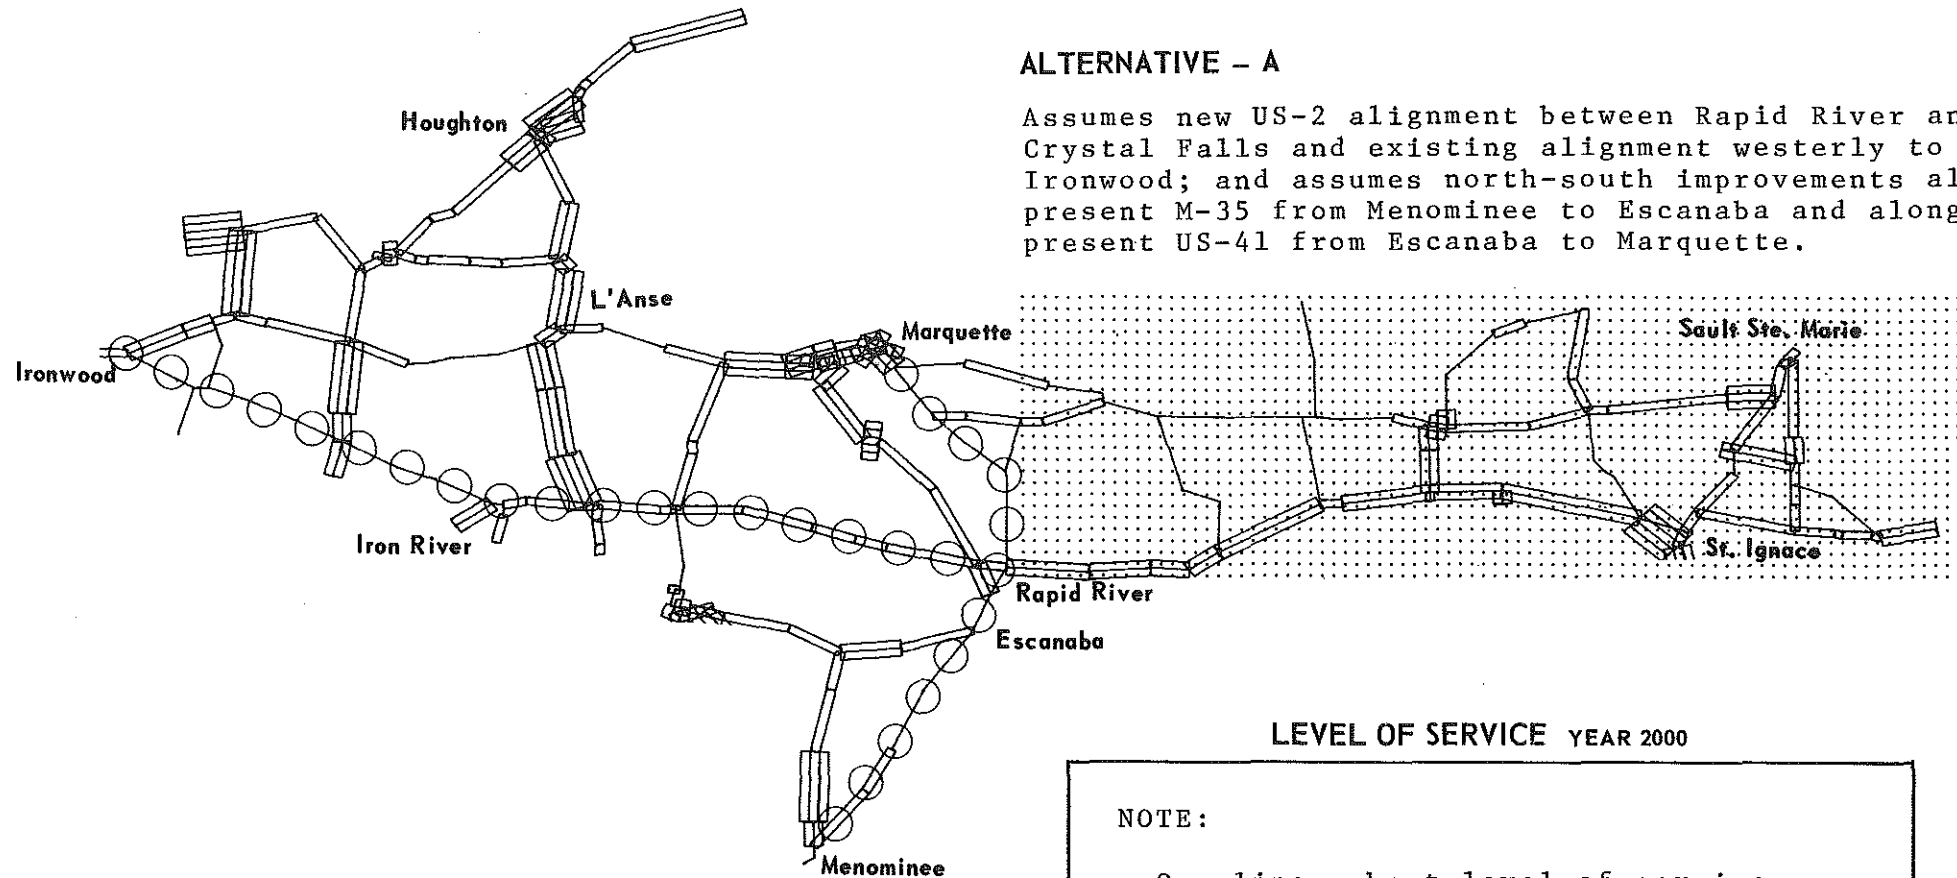 ALTERNATIVE – A
Assumes new US-2 alignment between Rapid River
Crystal Falls and existing alignment westerly to
Ironwood; and assumes north-south improvements
present M-35 from Menominee to Escanaba and along
present US-41 from Escanaba to Marquette.
Houghton
L'Anse
Marquette
Sault Ste. Marie
Ironwood
Iron River
St. Ignace
Rapid River
Escanaba
Menominee
LEVEL OF SERVICE YEAR 2000
NOTE: